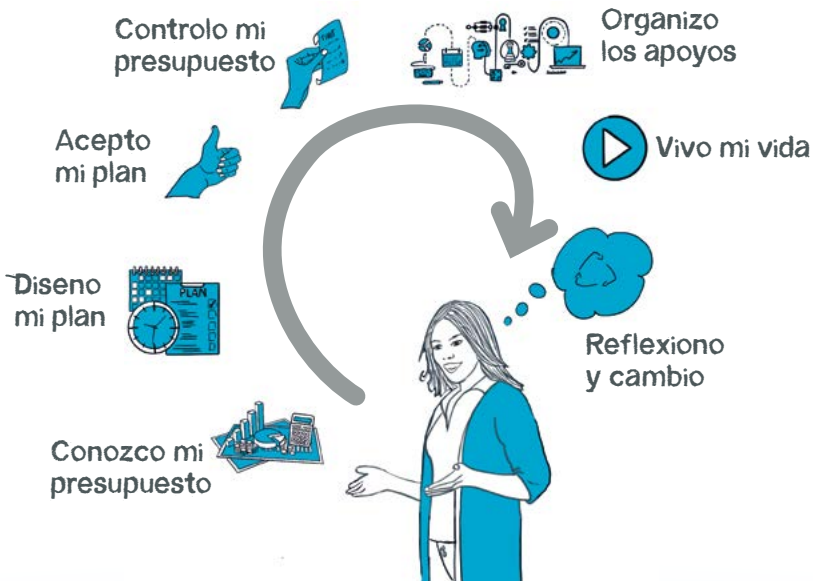 Controlo mi
presupuesto
Organizo
los apoyos
Acepto
mi plan
Vivo mi vida
Diseno
mi plan
PLAN
Reflexiono
y cambio
Conozco mi
presupuesto